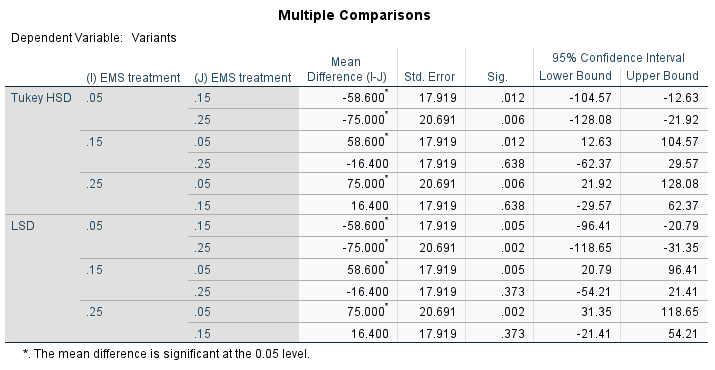 Multiple Comparisons
Dependent Variable: Variants
(I) EMS treatment (J) EMS treatment Mean Difference (I-J) Std. Error Sig. 95% Confidence Interval
Lower Bound Upper Bound
Tukey HSD .05 .15 -58.600* 17.919 .012 -104.57 -12.63
.25 -75.000* 20.691 .006 -128.08 -21.92
.15 .05 58.600* 17.919 .012 12.63 104.57
.25 -16.400 17.919 .638 -62.37 29.57
.25 .05 75.000* 20.691 .006 21.92 128.08
.15 16.400 17.919 .638 -29.57 62.37
LSD .05 .15 -58.600* 17.919 .005 -96.41 -20.79
.25 -75.000* 20.691 .002 -118.65 -31.35
.15 .05 58.600* 17.919 .005 20.79 96.41
.25 -16.400 17.919 .373 -54.21 21.41
.25 .05 75.000* 20.691 .002 31.35 118.65
.15 16.400 17.919 .373 -21.41 54.21
*. The mean difference is significant at the 0.05 level.